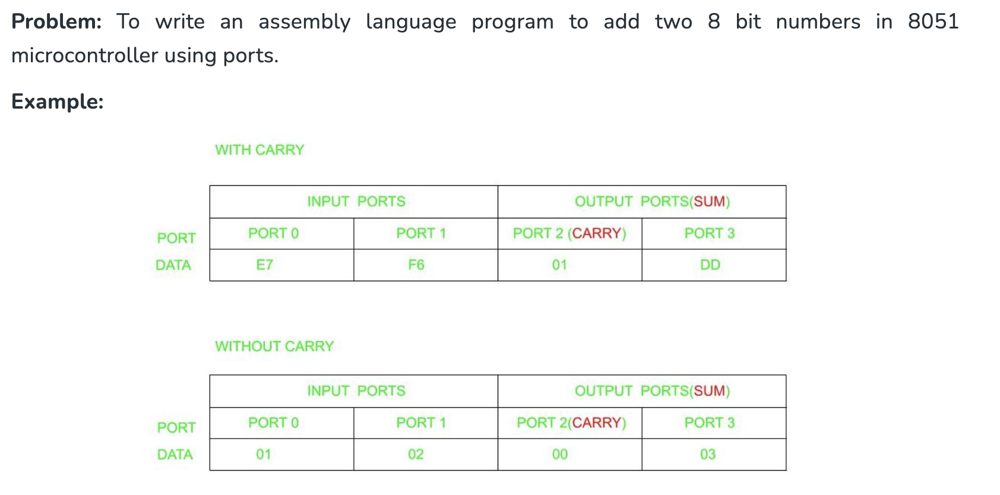 Problem: To write an assembly language program to add two 8 bit numbers in 8051
microcontroller using ports.
Example:
WITH CARRY
INPUT PORTS OUTPUT PORTS(SUM)
PORT PORT 0 PORT 1 PORT 2 (CARRY) PORT 3
DATA E7 F6 01 DD
WITHOUT CARRY
INPUT PORTS OUTPUT PORTS(SUM)
PORT PORT 0 PORT 1 PORT 2(CARRY) PORT 3
DATA 01 02 00 03